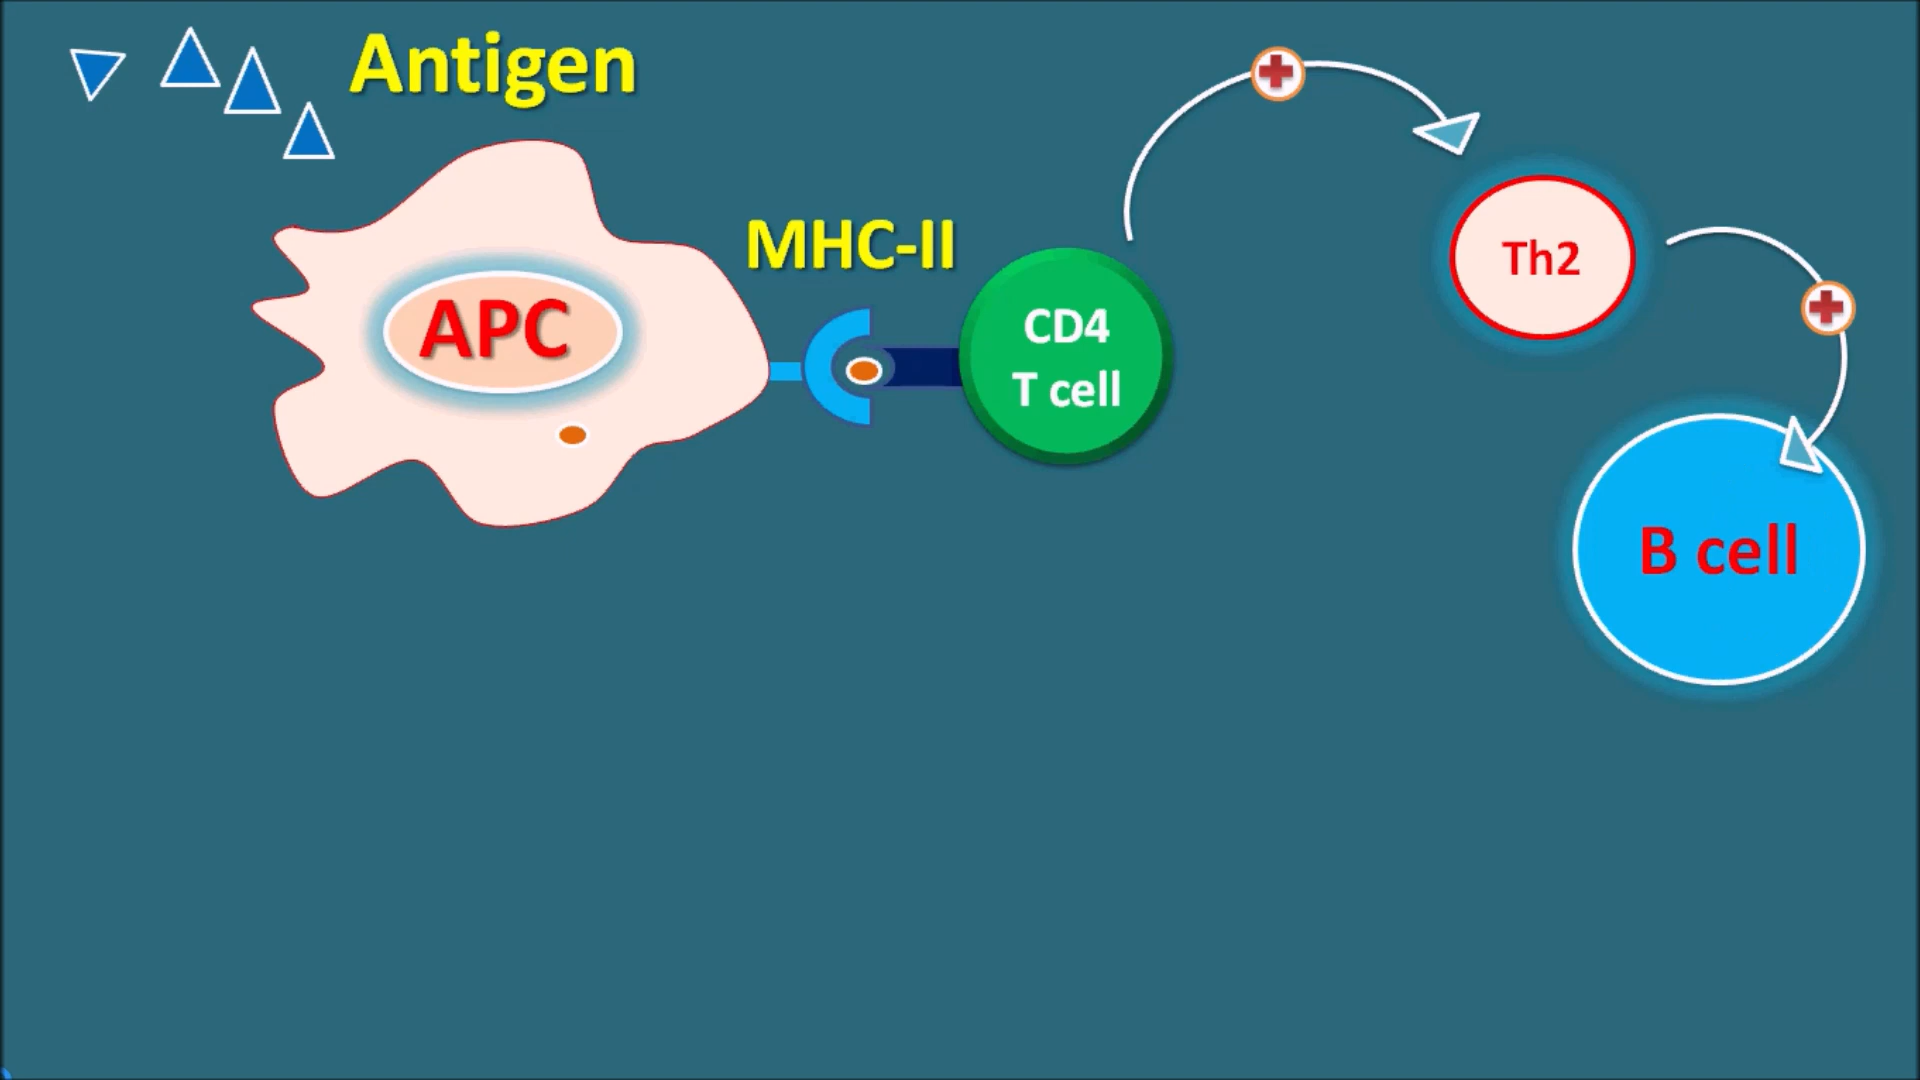 Antigen
APC
MHC-II
CD4
T cell
Th2
B cell